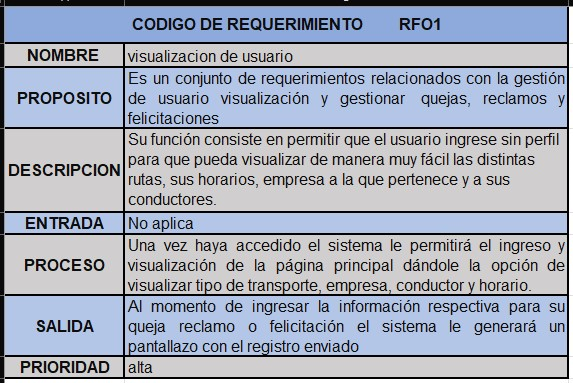 CODIGO DE REQUERIMIENTO RFO1
NOMBRE visualizacion de usuario
PROPOSITO
Es un conjunto de requerimientos relacionados con la gestión
de usuario visualización y gestionar quejas, reclamos y
felicitaciones
DESCRIPCION
Su función consiste en permitir que el usuario ingrese sin perfil
para que pueda visualizar de manera muy fácil las distintas
rutas, sus horarios, empresa a la que pertenece y a sus
conductores.
ENTRADA No aplica
PROCESO
Una vez haya accedido el sistema le permitirá el ingreso y
visualización de la página principal dándole la opción de
visualizar tipo de transporte, empresa, conductor y horario.
SALIDA
Al momento de ingresar la información respectiva para su
queja reclamo o felicitación el sistema le generará un
pantallazo con el registro enviado
PRIORIDAD alta